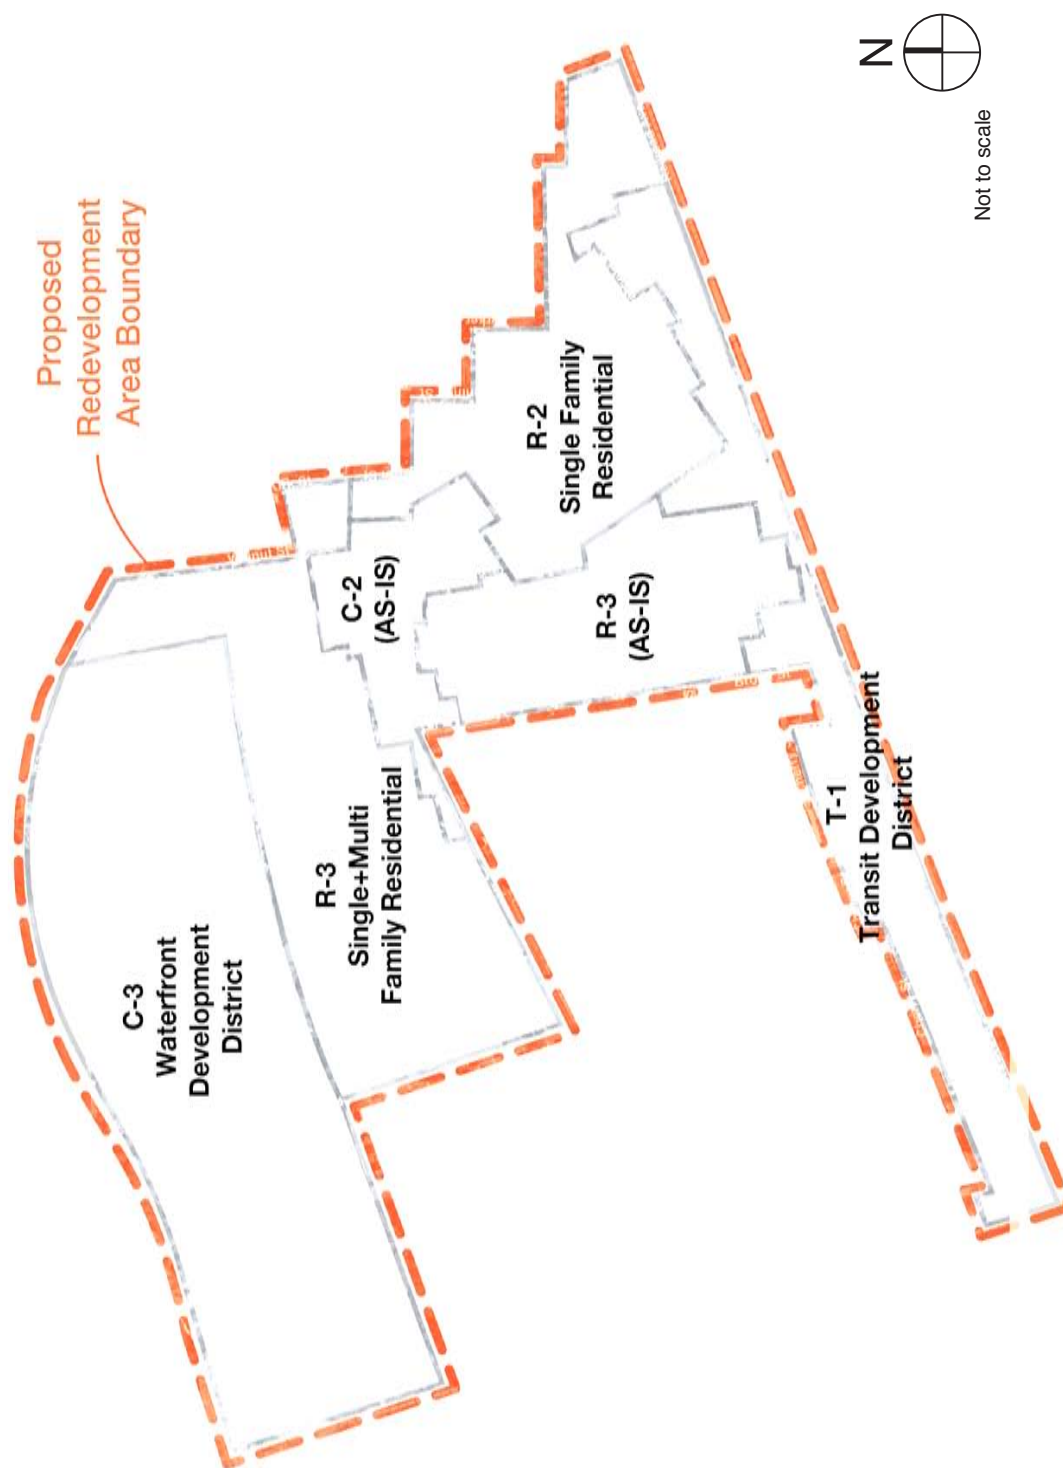 Proposed
Redevelopment
Area Boundary
N
Not to scale
C-3
Waterfront
Development
District
R-3
Single+Multi
Family Residential
C-2
(AS-IS)
R-2
Single Family
Residential
R-3
(AS-IS)
T-1
Transit Development
District